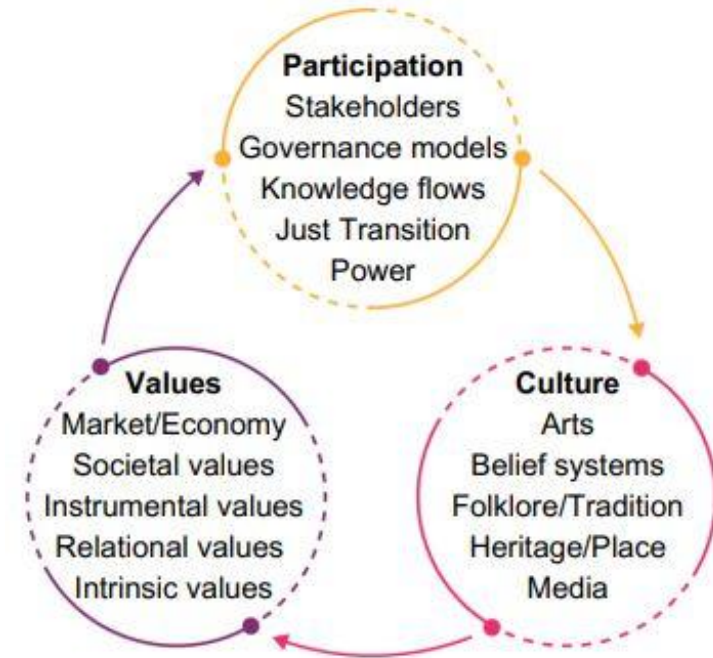 Participation
Stakeholders
Governance models
Knowledge flows
Just Transition
Power
Values
Market/Economy
Societal values
Instrumental values
Relational values
Intrinsic values
Culture
Arts
Belief systems
Folklore/Tradition
Heritage/Place
Media